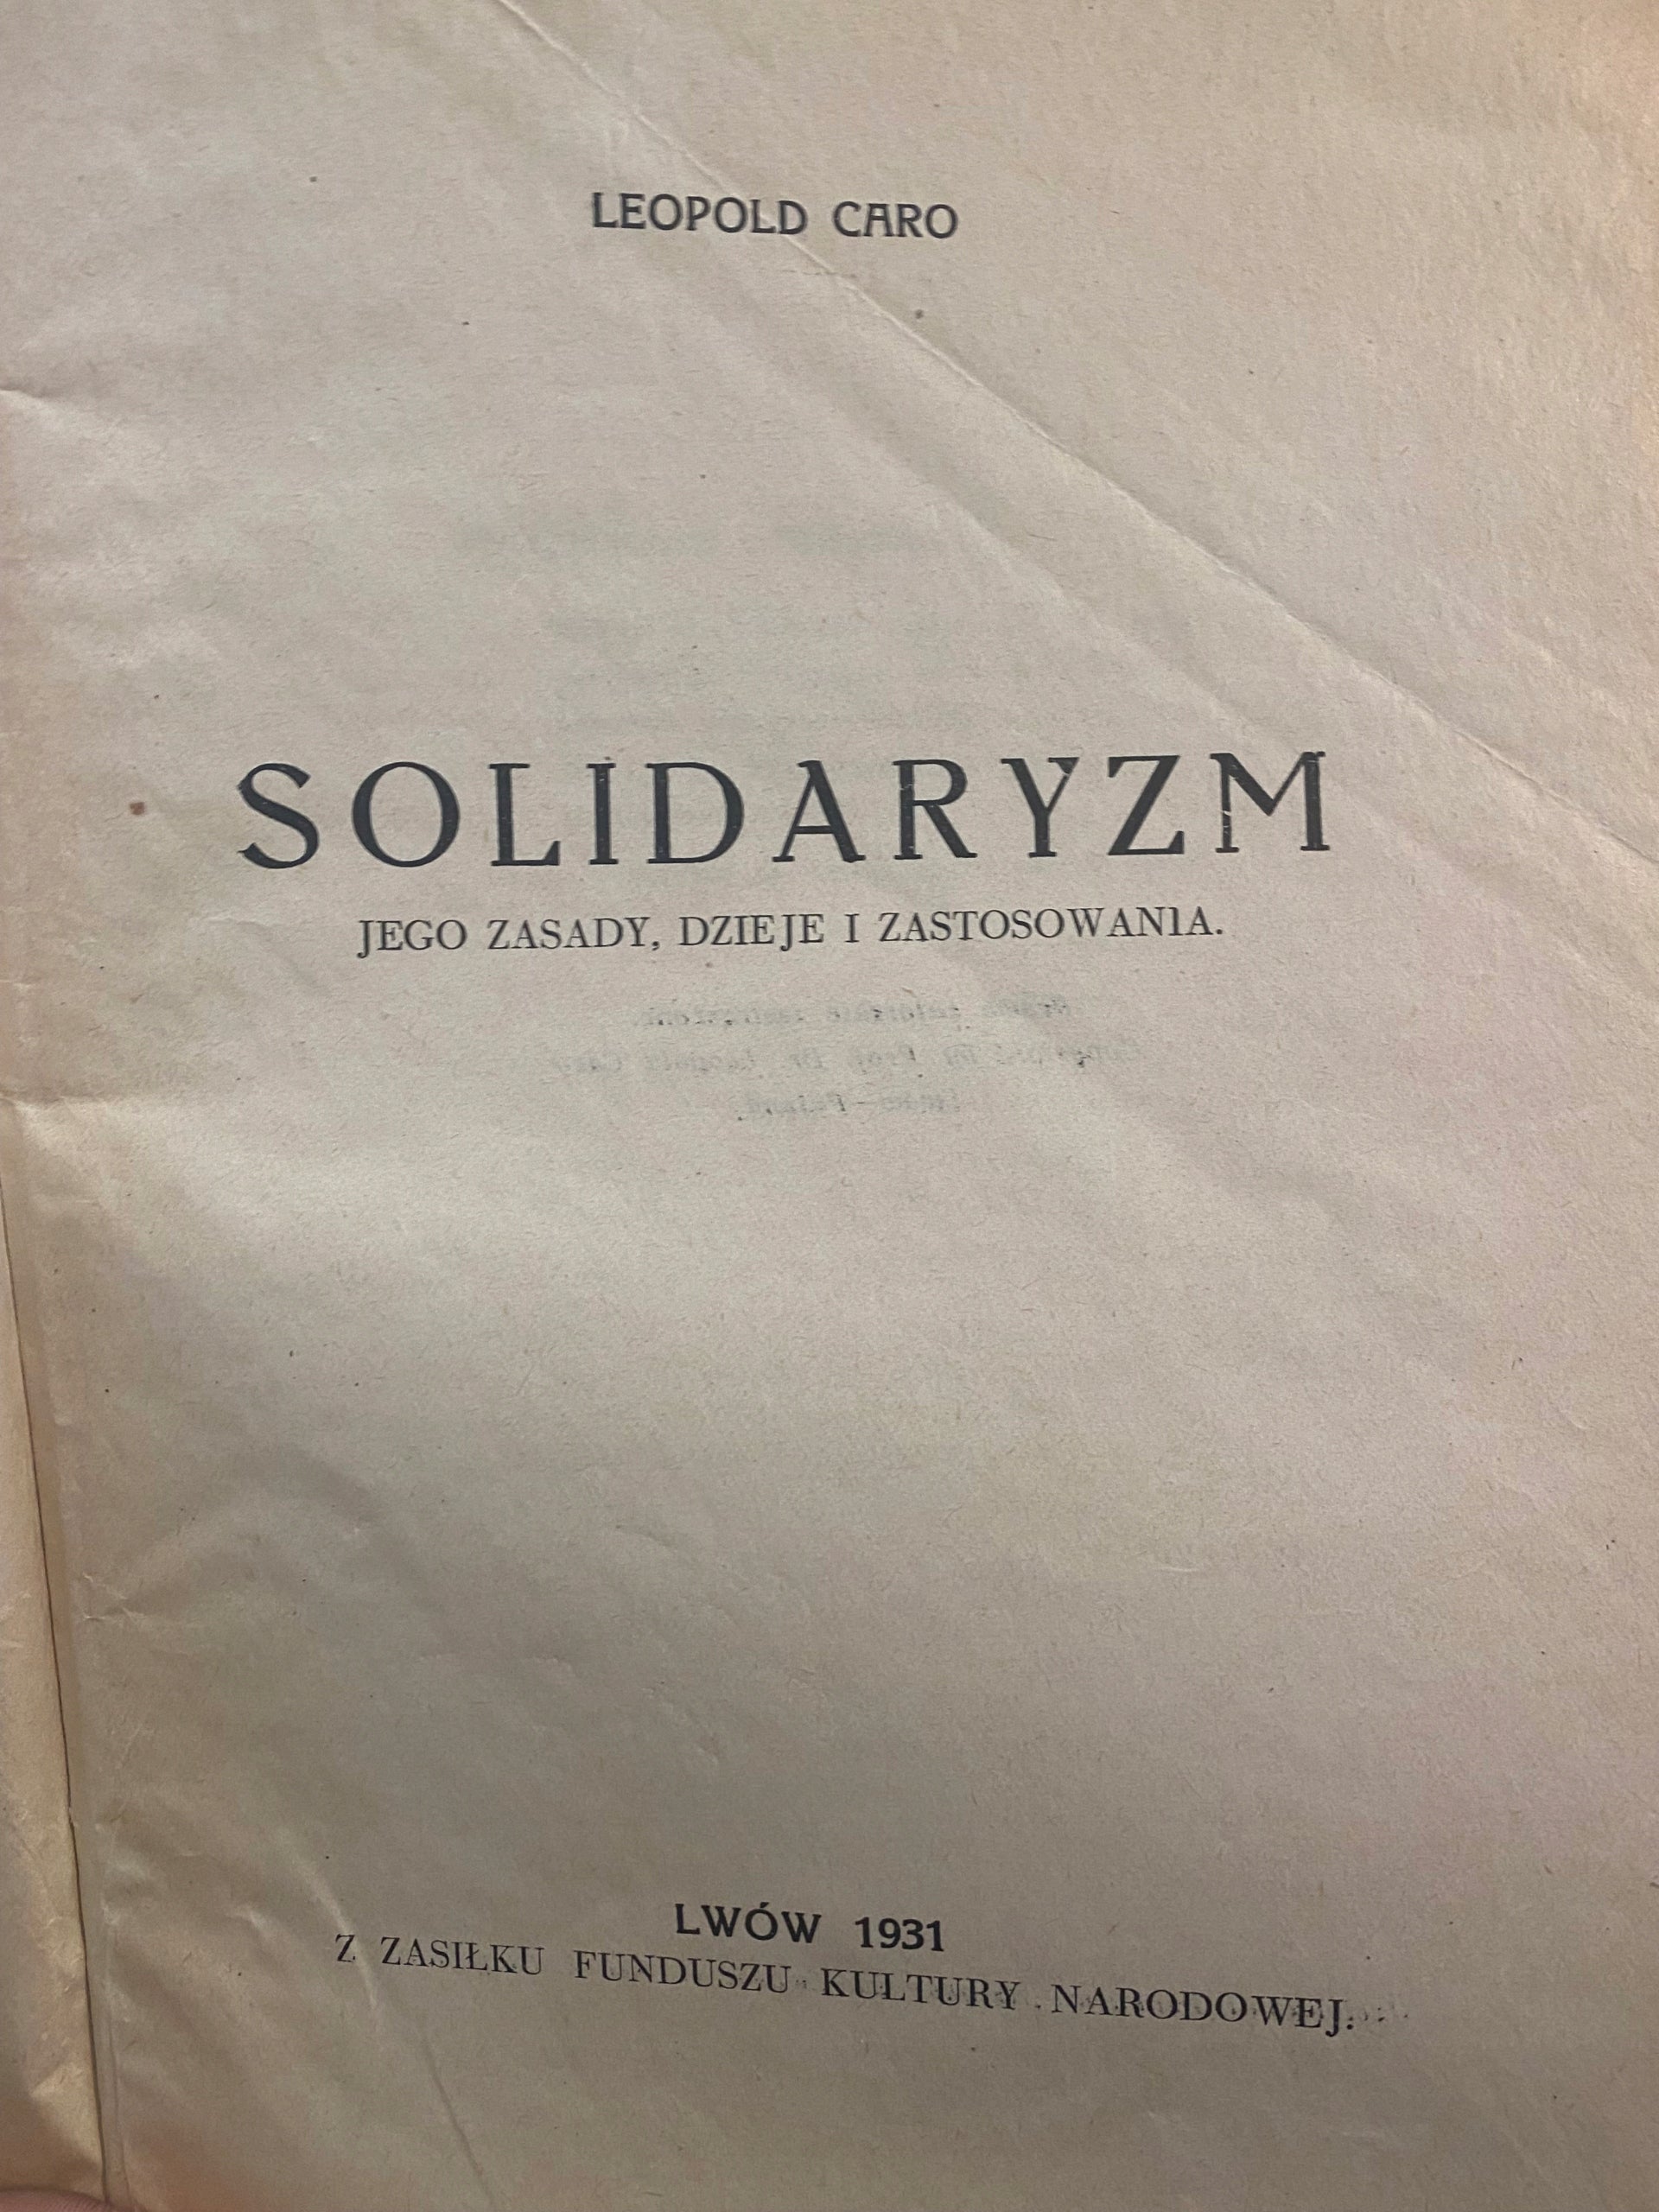 LEOPOLD CARO
SOLIDARYZM
JEGO ZASADY, DZIEJE I ZASTOSOWANIA.
LWÓW 1931
Z ZASIŁKU FUNDUSZU KULTURY NARODOWEJ.